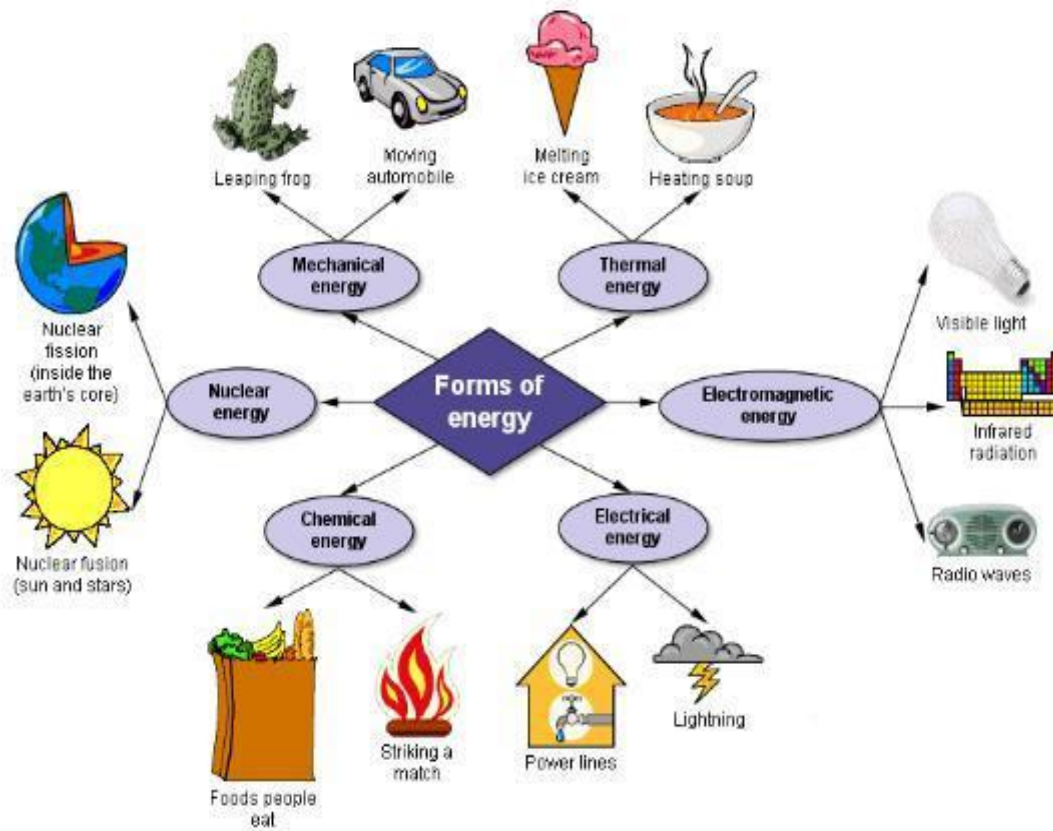 Leaping frog
Moving
automobile
Melting
ice cream
Heating soup
Mechanical
energy
Thermal
energy
Visible light
Nuclear
fission
(inside the
earth's core)
Nuclear
energy
Forms of
energy
Electromagnetic
energy
Infrared
radiation
Nuclear fusion
(sun and stars)
Chemical
energy
Electrical
energy
Radio waves
Foods people
eat
Striking a
match
Power lines
Lightning